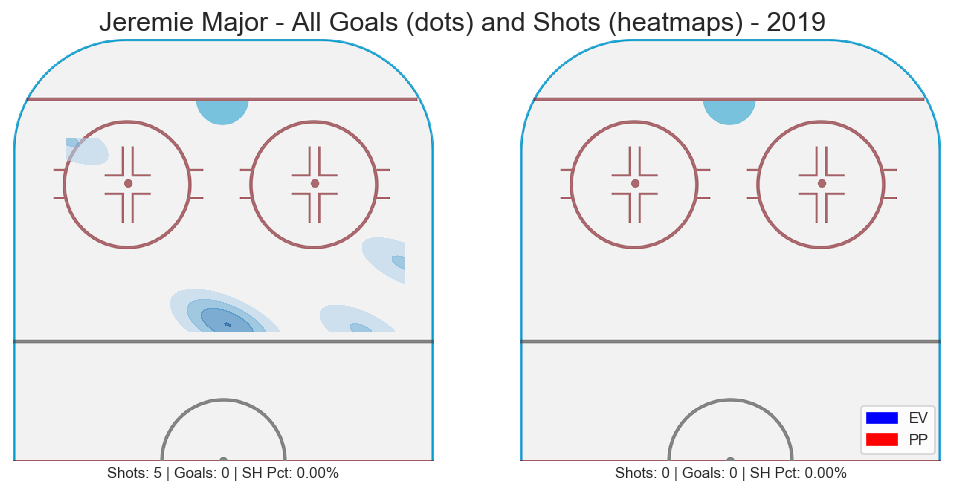 Jeremie Major - All Goals (dots) and Shots (heatmaps) - 2019
EV
PP
Shots: 5 | Goals: 0 | SH Pct: 0.00%
Shots: 0 | Goals: 0 | SH Pct: 0.00%